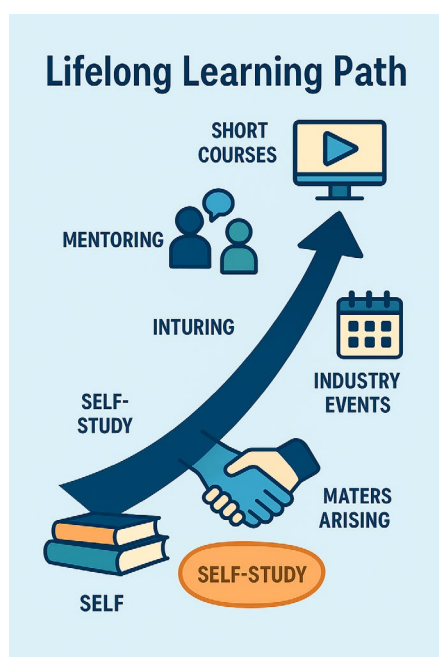 Lifelong Learning Path
SHORT
COURSES
MENTORING
INTURING
INDUSTRY
EVENTS
SELF-
STUDY
MATERS
ARISING
SELF-STUDY
SELF